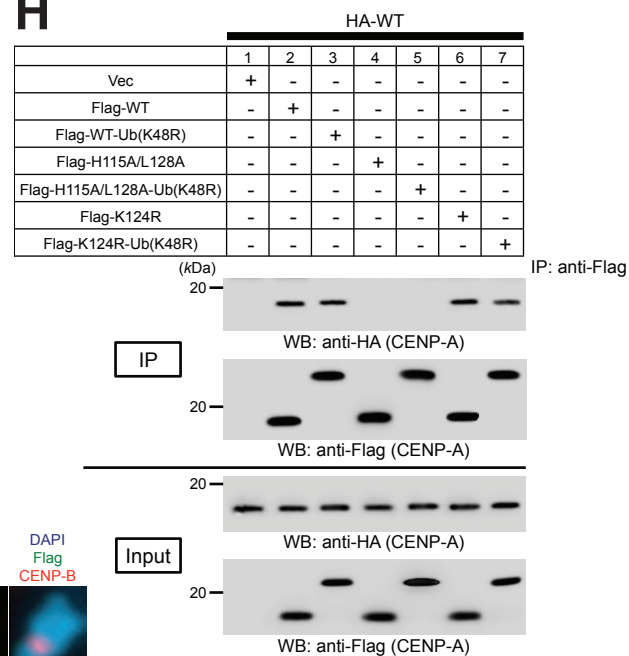 H
HA-WT
1 2 3 4 5 6 7
Vec + - - - - - -
Flag-WT - + - - - - -
Flag-WT-Ub(K48R) - - + - - - -
Flag-H115A/L128A - - - + - - -
Flag-H115A/L128A-Ub(K48R) - - - - + - -
Flag-K124R - - - - - + -
Flag-K124R-Ub(K48R) - - - - - - +
(kDa) IP: anti-Flag
20
WB: anti-HA (CENP-A)
IP
20
WB: anti-Flag (CENP-A)
20
WB: anti-HA (CENP-A)
Input
20
WB: anti-Flag (CENP-A)
DAPI
Flag
CENP-B